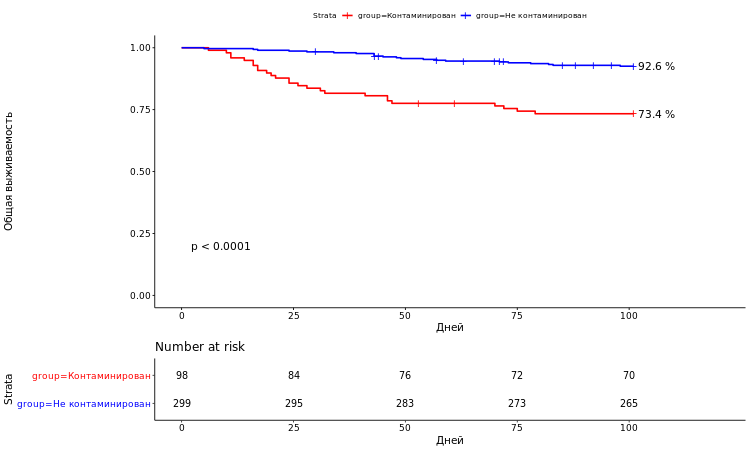 Strata group=Контаминирован group=Не контаминирован
Общая выживаемость
1.00
0.75
0.50
0.25
0.00
92.6 %
73.4 %
p < 0.0001
0 25 50 75 100
Дней
Number at risk
Strata
group=Контаминирован 98 84 76 72 70
group=Не контаминирован 299 295 283 273 265
0 25 50 75 100
Дней